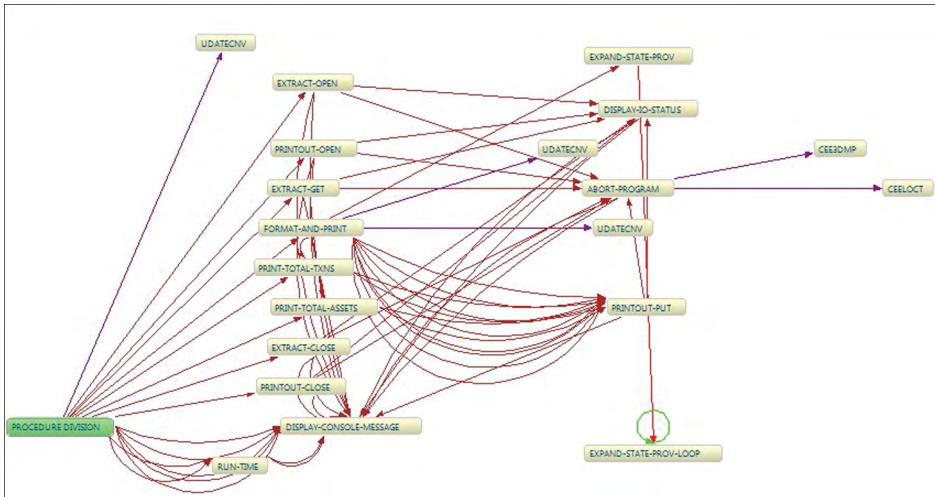 UDATECNV
EXPAND-STATE-PROV
EXTRACT-OPEN
DISPLAY-IO-STATUS
PRINTOUT-OPEN
UDATECNV
CEE3DMP
EXTRACT-GET
ABORT-PROGRAM
CEELOCT
FORMAT-AND-PRINT
UDATECNV
PRINT-TOTAL-TXNS
PRINT-TOTAL-ASSETS
PRINTOUT-PUT
EXTRACT-CLOSE
PRINTOUT-CLOSE
PROCEDURE DIVISION
DISPLAY-CONSOLE-MESSAGE
EXPAND-STATE-PROV-LOOP
RUN-TIME